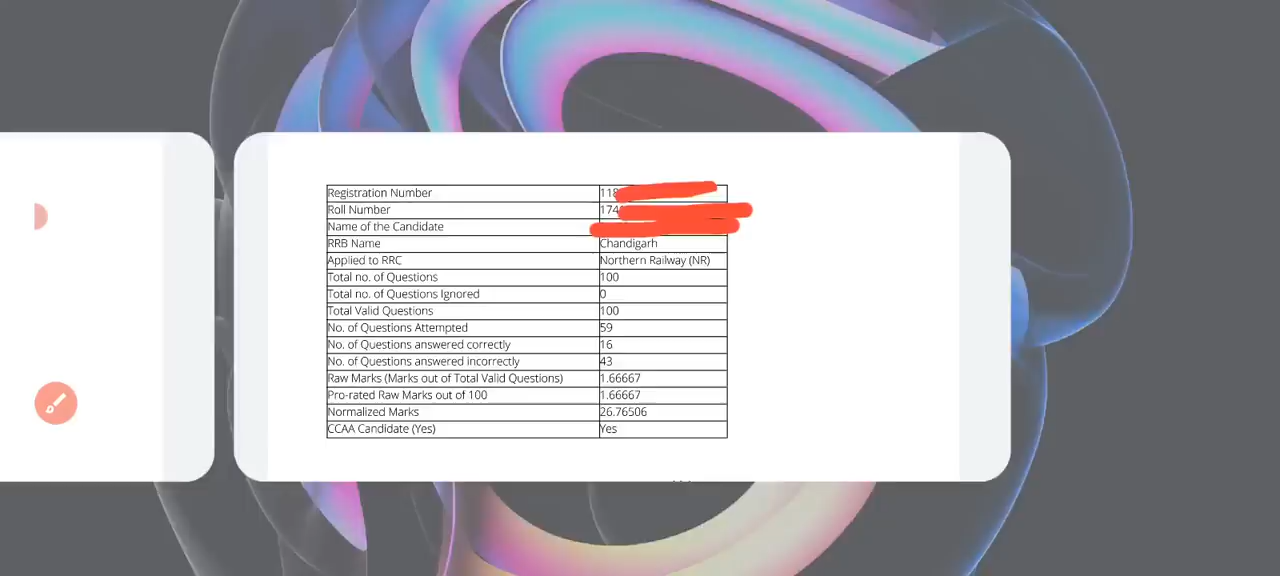 Registration Number 118
Roll Number 174
Name of the Candidate
RRB Name Chandigarh
Applied to RRC Northern Railway (NR)
Total no. of Questions 100
Total no. of Questions Ignored 0
Total Valid Questions 100
No. of Questions Attempted 59
No. of Questions answered correctly 16
No. of Questions answered incorrectly 43
Raw Marks (Marks out of Total Valid Questions) 1.66667
Pro-rated Raw Marks out of 100 1.66667
Normalized Marks 26.76506
CCAA Candidate (Yes) Yes